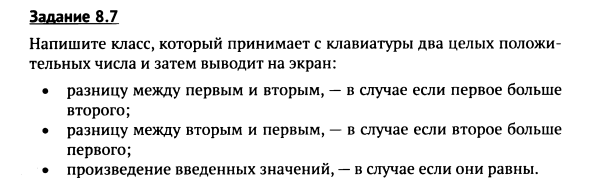 Задание 8.7
Напишите класс, который принимает с клавиатуры два целых положи-
тельных числа и затем выводит на экран:
• разницу между первым и вторым, — в случае если первое больше
второго;
• разницу между вторым и первым, — в случае если второе больше
первого;
• произведение введенных значений, — в случае если они равны.